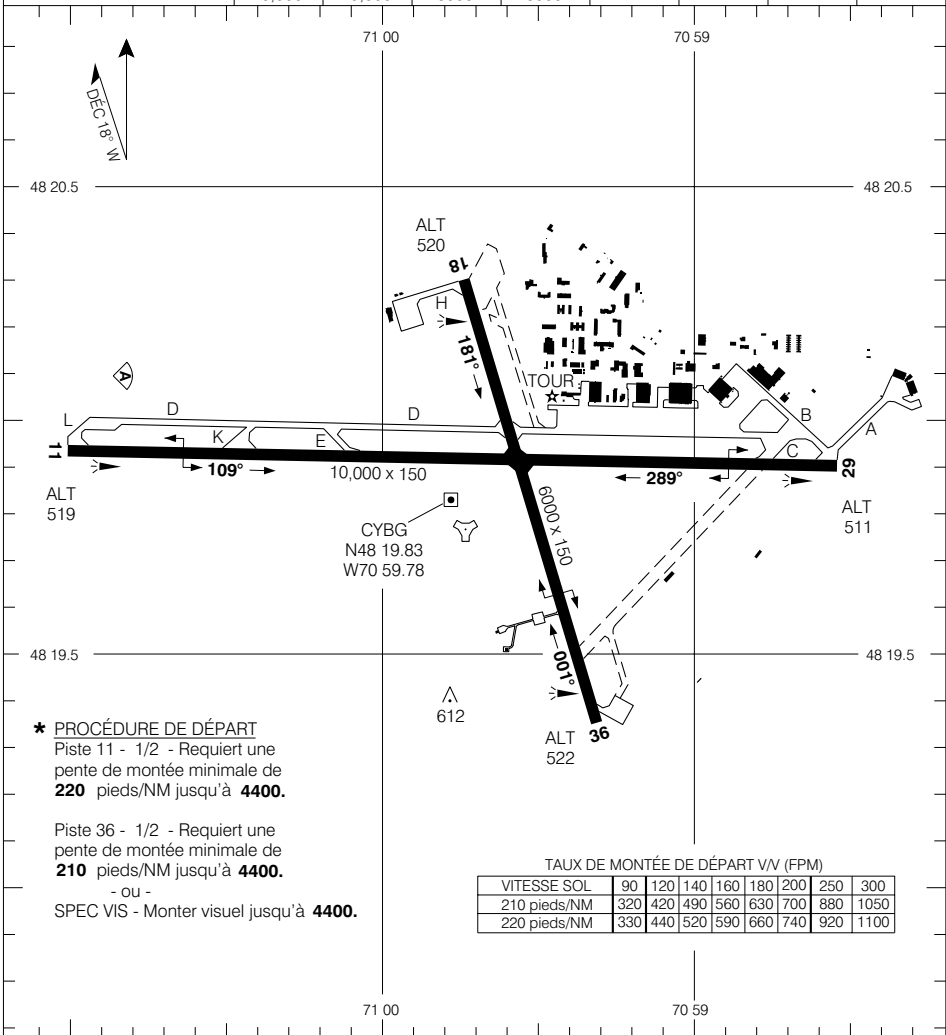 71 00
70 59
DÉC 18° W
48 20.5
48 20.5
ALT
520
18
H
181°
TOUR
A
L
D
D
B
A
K
E
C
11
109°
10,000 x 150
289°
29
ALT
519
ALT
511
6000 x 150
CYBG
N48 19.83
W70 59.78
48 19.5
48 19.5
001°
612
ALT
522
36
* PROCÉDURE DE DÉPART
Piste 11 - 1/2 - Requiert une
pente de montée minimale de
220 pieds/NM jusqu'à 4400.
Piste 36 - 1/2 - Requiert une
pente de montée minimale de
210 pieds/NM jusqu'à 4400.
- ou -
SPEC VIS - Monter visuel jusqu'à 4400.
TAUX DE MONTÉE DE DÉPART V/V (FPM)
VITESSE SOL 90 120 140 160 180 200 250 300
210 pieds/NM 320 420 490 560 630 700 880 1050
220 pieds/NM 330 440 520 590 660 740 920 1100
71 00
70 59